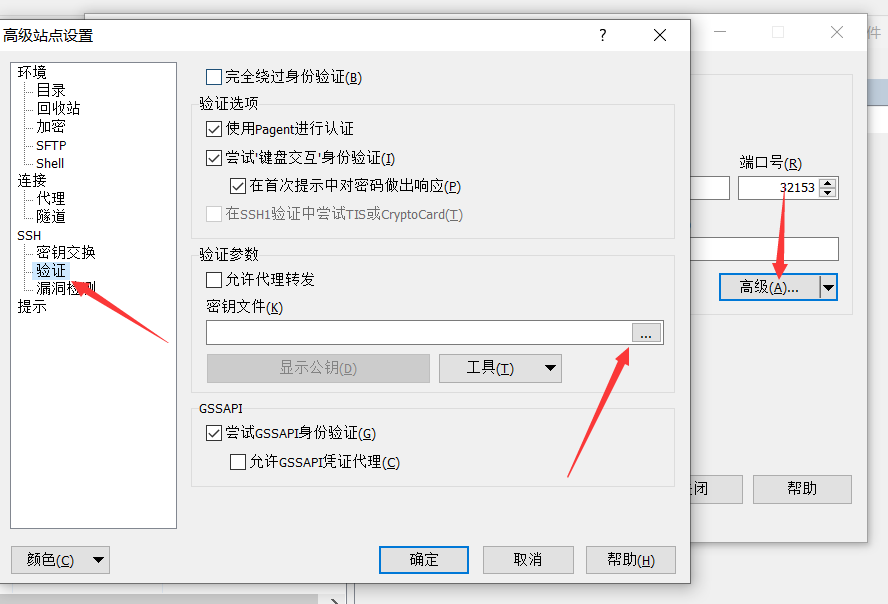 高级站点设置
?
件
环境
目录
回收站
加密
SFTP
Shell
连接
代理
隧道
SSH
密钥交换
验证
漏洞检测
提示
完全绕过身份验证(B)
验证选项
使用Pagent进行认证
尝试'键盘交互'身份验证(I)
在首次提示中对密码做出响应(P)
在SSH1验证中尝试TIS或CryptoCard(T)
验证参数
允许代理转发
密钥文件(K)
...
显示公钥(D)
工具(T)
GSSAPI
尝试GSSAPI身份验证(G)
允许GSSAPI凭证代理(C)
端口号(R)
32153
高级(A)...
闭
帮助
颜色(C)
确定
取消
帮助(H)